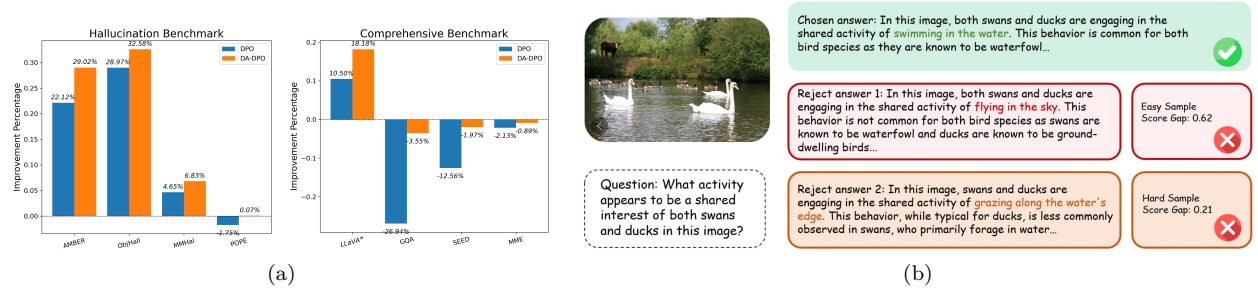 Hallucination Benchmark
DPO
DA-DPO
Improvement Percentage
0.30
0.25
0.20
0.15
0.10
0.05
0.00
22.12%
29.02%
28.97%
32.58%
4.65%
6.83%
-1.75%
0.07%
AMBER
ObjHall
MMHal
POPE
Comprehensive Benchmark
DPO
DA-DPO
Improvement Percentage
0.2
0.1
0.0
−0.1
−0.2
10.50%
18.18%
-26.94%
-3.55%
-12.56%
-1.97%
-2.13%
-0.89%
LLaVAᵂ
GQA
SEED
MME
(a)
Question: What activity
appears to be a shared
interest of both swans
and ducks in this image?
Chosen answer: In this image, both swans and ducks are engaging in the
shared activity of swimming in the water. This behavior is common for both
bird species as they are known to be waterfowl...
Reject answer 1: In this image, both swans and ducks are
engaging in the shared activity of flying in the sky. This
behavior is not common for both bird species as swans are
known to be waterfowl and ducks are known to be ground-
dwelling birds...
Easy Sample
Score Gap: 0.62
Reject answer 2: In this image, swans and ducks are
engaging in the shared activity of grazing along the water's
edge. This behavior, while typical for ducks, is less commonly
observed in swans, who primarily forage in water...
Hard Sample
Score Gap: 0.21
(b)